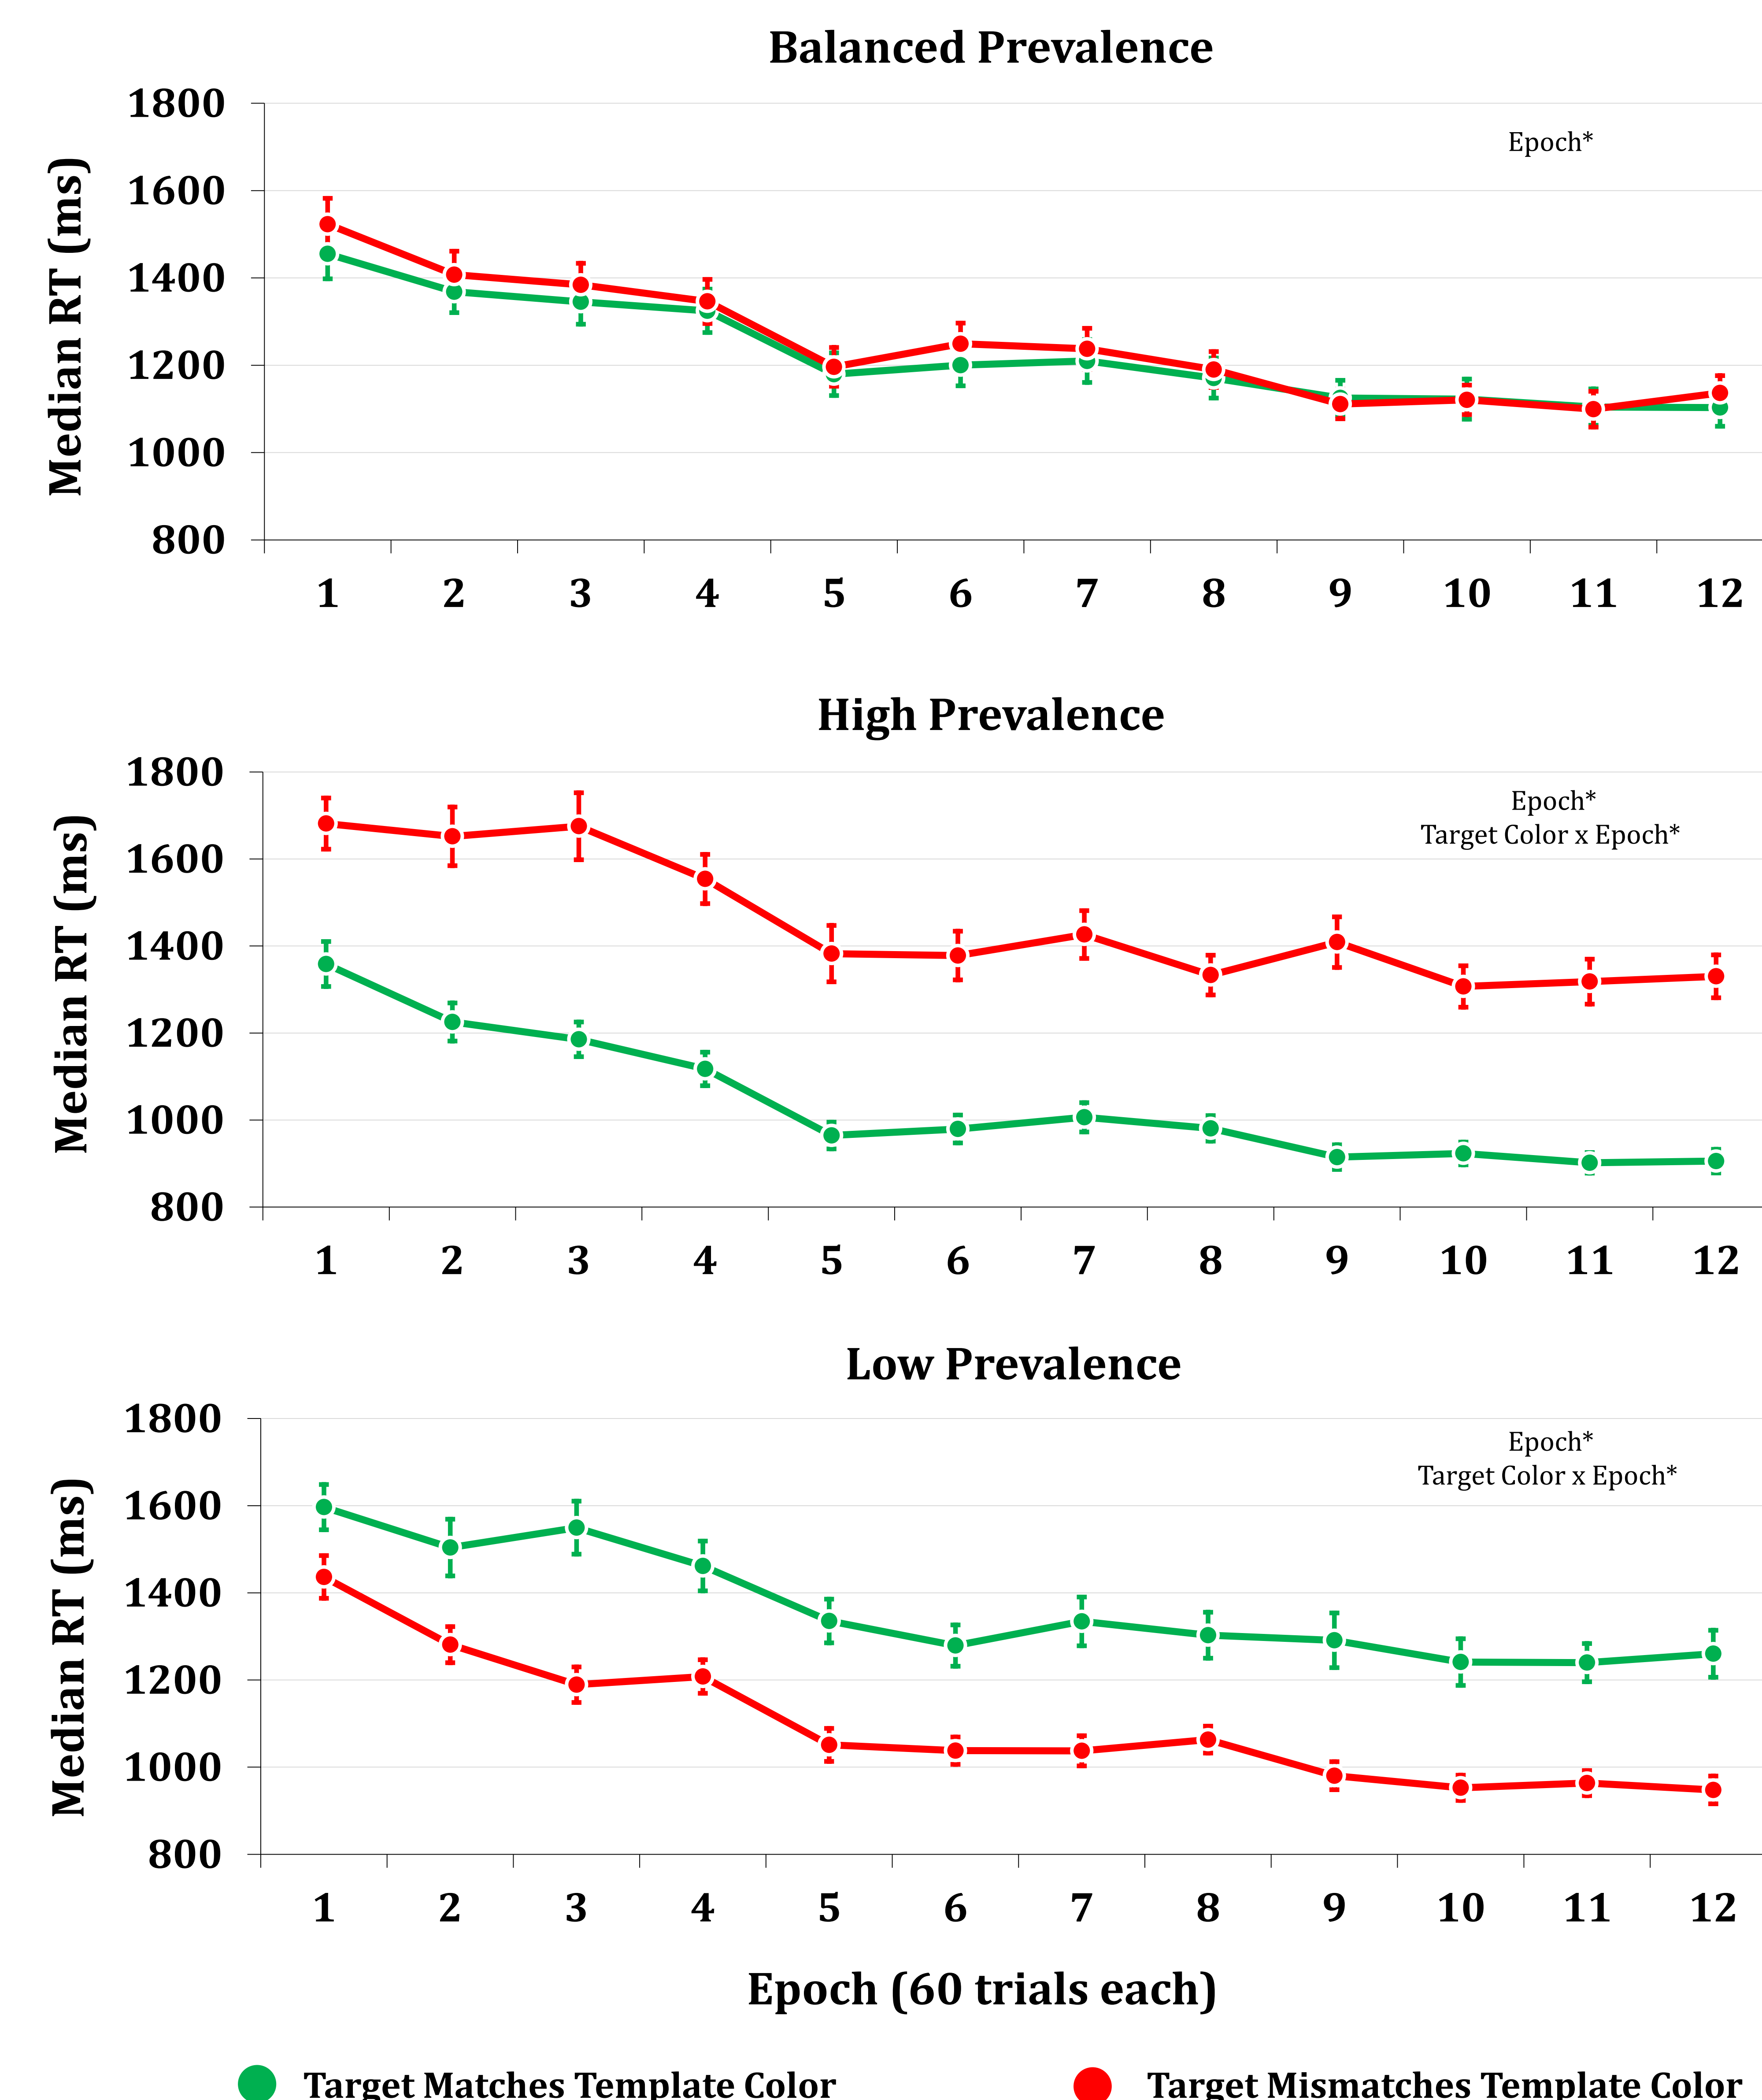 Balanced Prevalence
Median RT (ms)
1800
1600
1400
1200
1000
800
Epoch*
1 2 3 4 5 6 7 8 9 10 11 12
High Prevalence
Median RT (ms)
1800
1600
1400
1200
1000
800
Epoch*
Target Color x Epoch*
1 2 3 4 5 6 7 8 9 10 11 12
Low Prevalence
Median RT (ms)
1800
1600
1400
1200
1000
800
Epoch*
Target Color x Epoch*
1 2 3 4 5 6 7 8 9 10 11 12
Epoch (60 trials each)
Target Matches Template Color
Target Mismatches Template Color